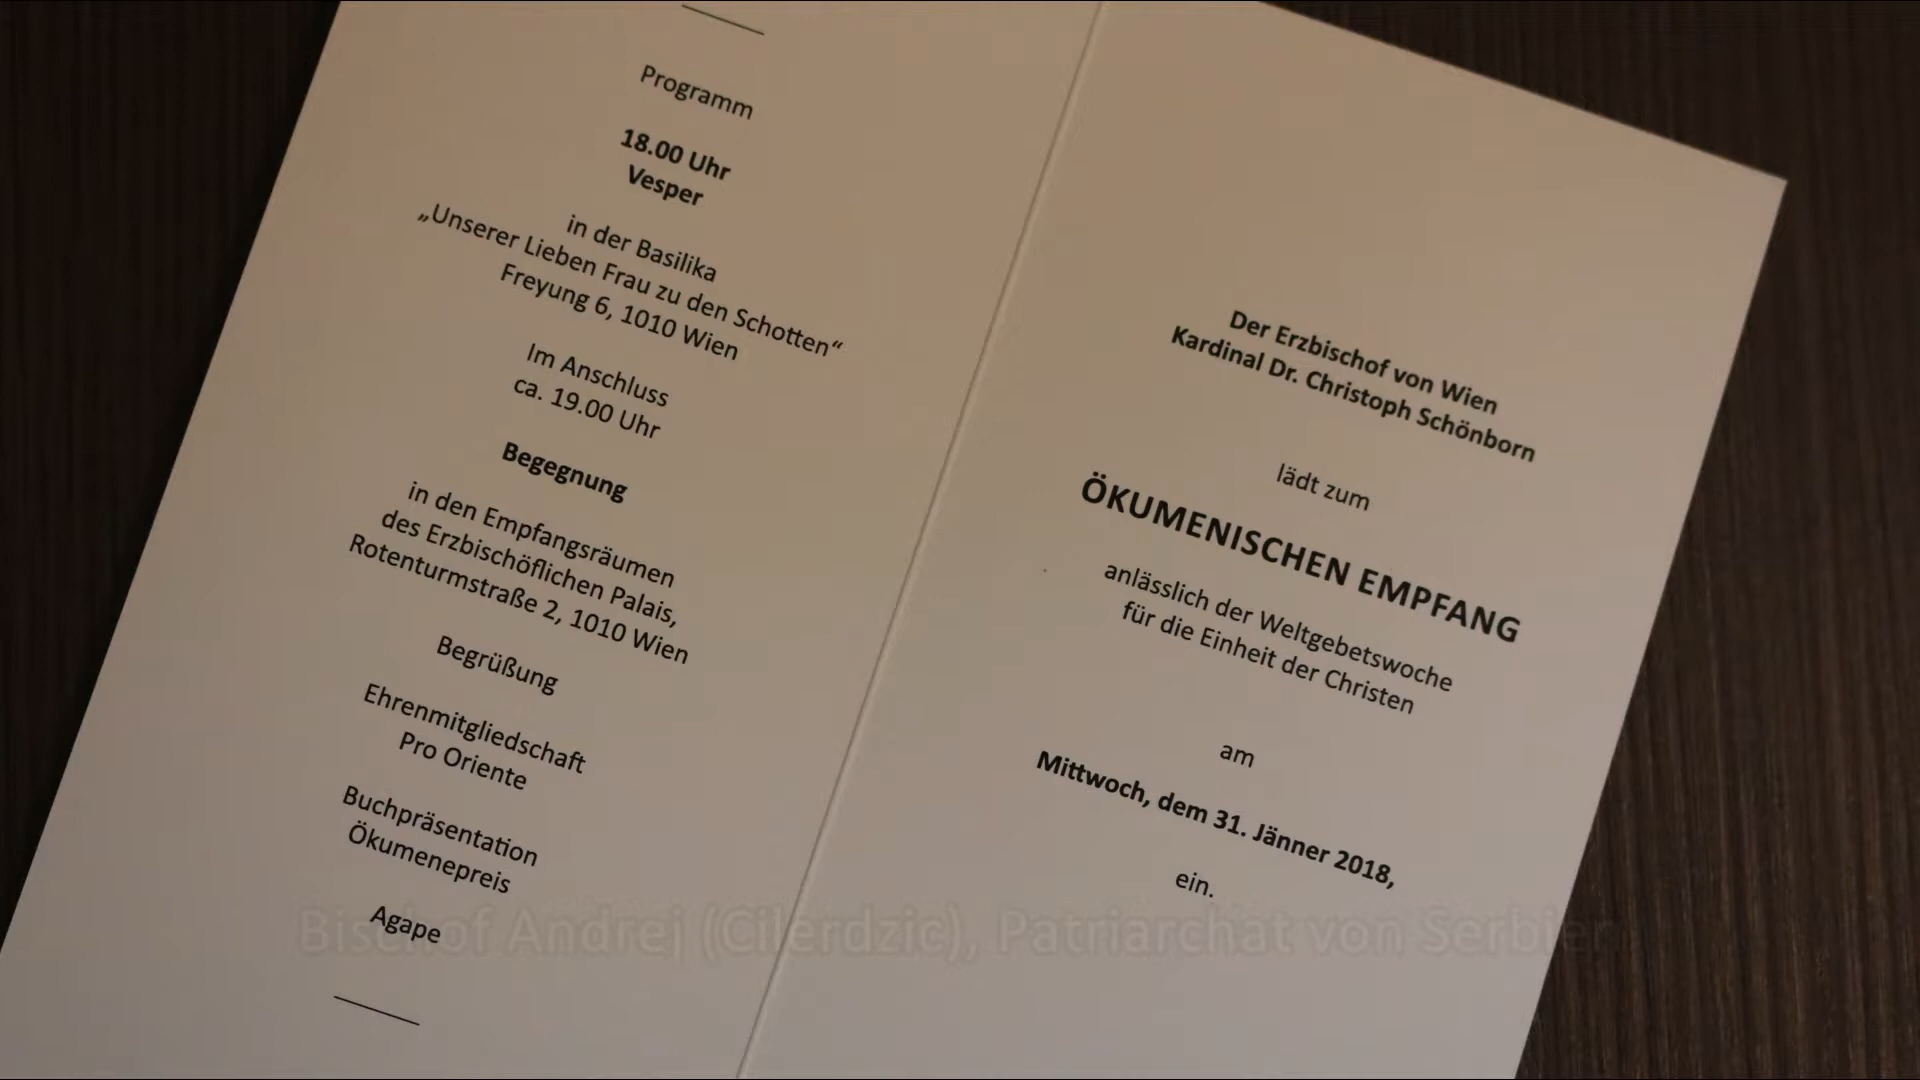 Programm
18.00 Uhr
Vesper
in der Basilika
„Unserer Lieben Frau zu den Schotten“
Freyung 6, 1010 Wien
Im Anschluss
ca. 19.00 Uhr
Begegnung
in den Empfangsräumen
des Erzbischöflichen Palais,
Rotenturmstraße 2, 1010 Wien
Begrüßung
Ehrenmitgliedschaft
Pro Oriente
Buchpräsentation
Ökumenepreis
Agape
Der Erzbischof von Wien
Kardinal Dr. Christoph Schönborn
lädt zum
ÖKUMENISCHEN EMPFANG
anlässlich der Weltgebetswoche
für die Einheit der Christen
am
Mittwoch, dem 31. Jänner 2018,
ein.
Bischof Andrej (Cilerdzic), Patriarchat von Serbien